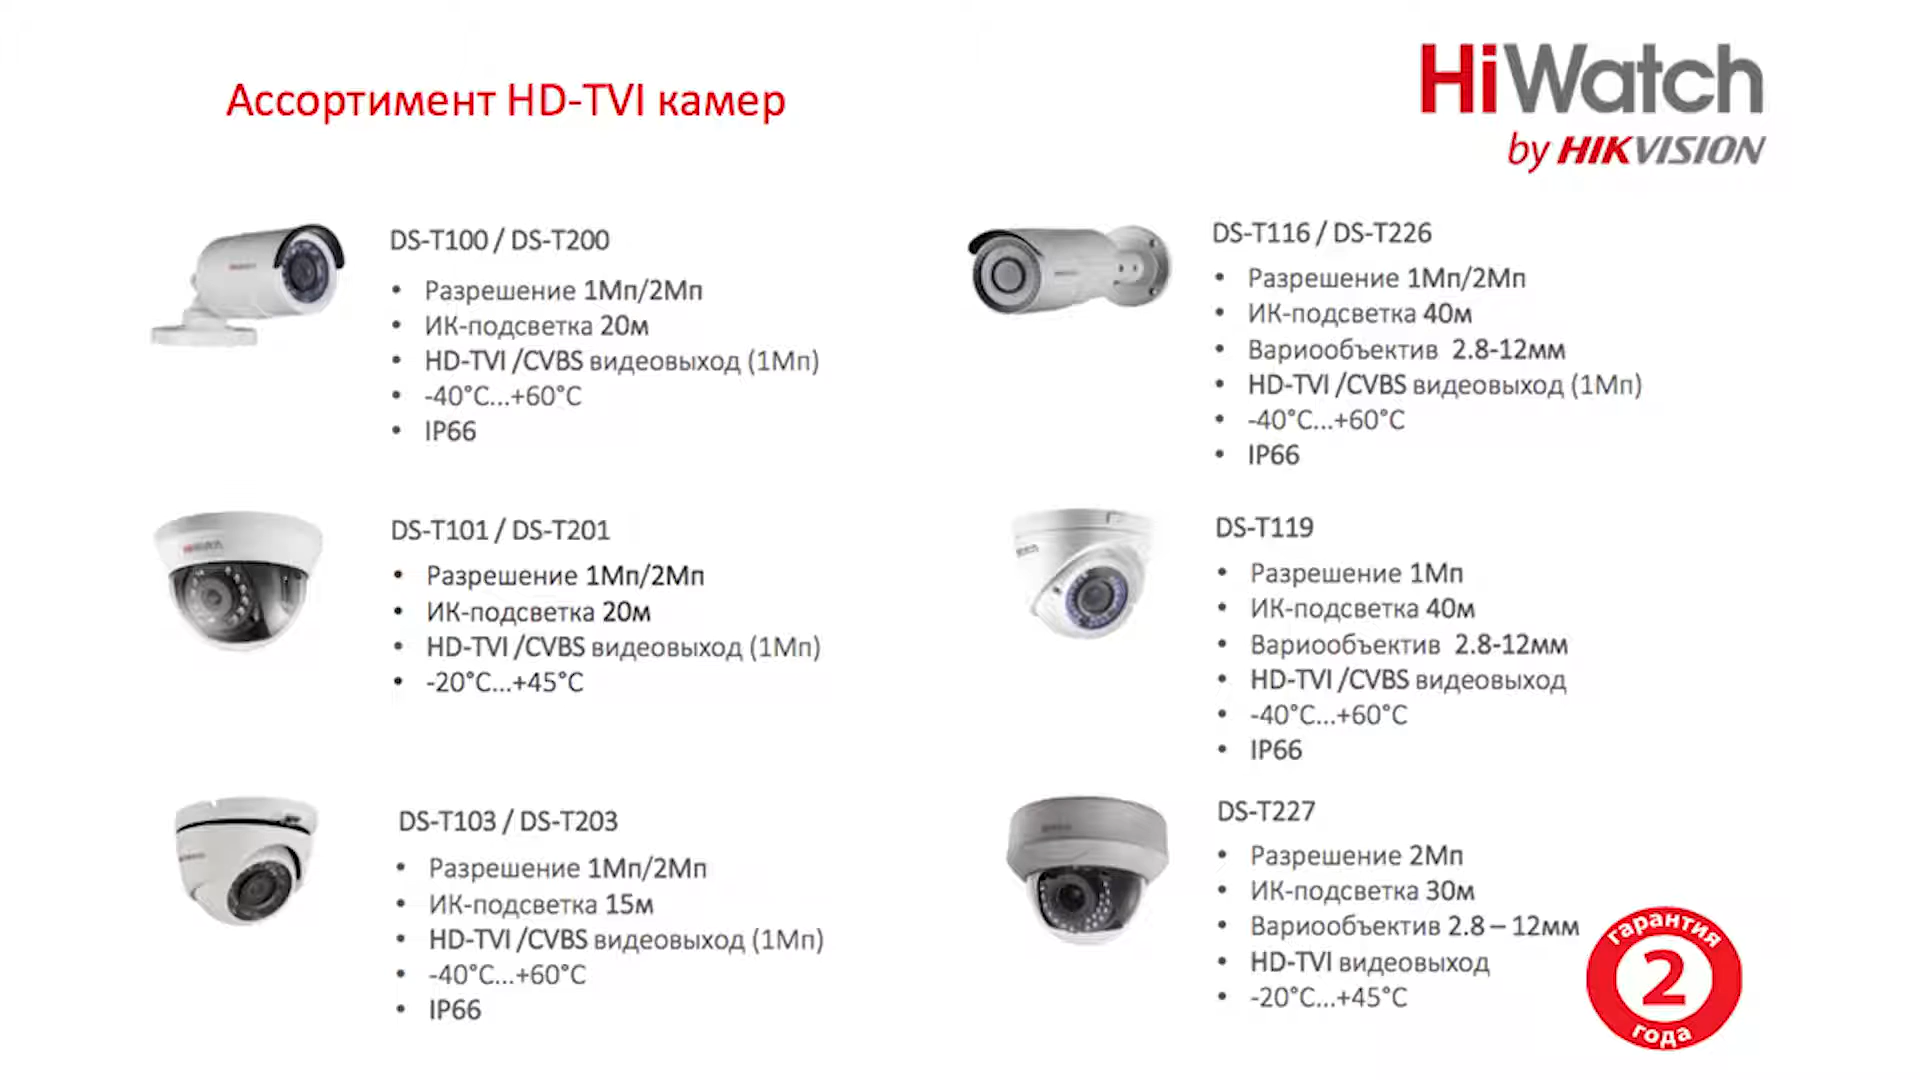 Ассортимент HD-TVI камер
HiWatch
by HIKVISION
DS-T100 / DS-T200
• Разрешение 1Мп/2Мп
• ИК-подсветка 20м
• HD-TVI /CVBS видеовыход (1Мп)
• -40°C...+60°C
• IP66
DS-T101 / DS-T201
• Разрешение 1Мп/2Мп
• ИК-подсветка 20м
• HD-TVI /CVBS видеовыход (1Мп)
• -20°C...+45°C
DS-T103 / DS-T203
• Разрешение 1Мп/2Мп
• ИК-подсветка 15м
• HD-TVI /CVBS видеовыход (1Мп)
• -40°C...+60°C
• IP66
DS-T116 / DS-T226
• Разрешение 1Мп/2Мп
• ИК-подсветка 40м
• Вариообъектив 2.8-12мм
• HD-TVI /CVBS видеовыход (1Мп)
• -40°C...+60°C
• IP66
DS-T119
• Разрешение 1Мп
• ИК-подсветка 40м
• Вариообъектив 2.8-12мм
• HD-TVI /CVBS видеовыход
• -40°C...+60°C
• IP66
DS-T227
• Разрешение 2Мп
• ИК-подсветка 30м
• Вариообъектив 2.8 – 12мм
• HD-TVI видеовыход
• -20°C...+45°C
гарантия
2
года